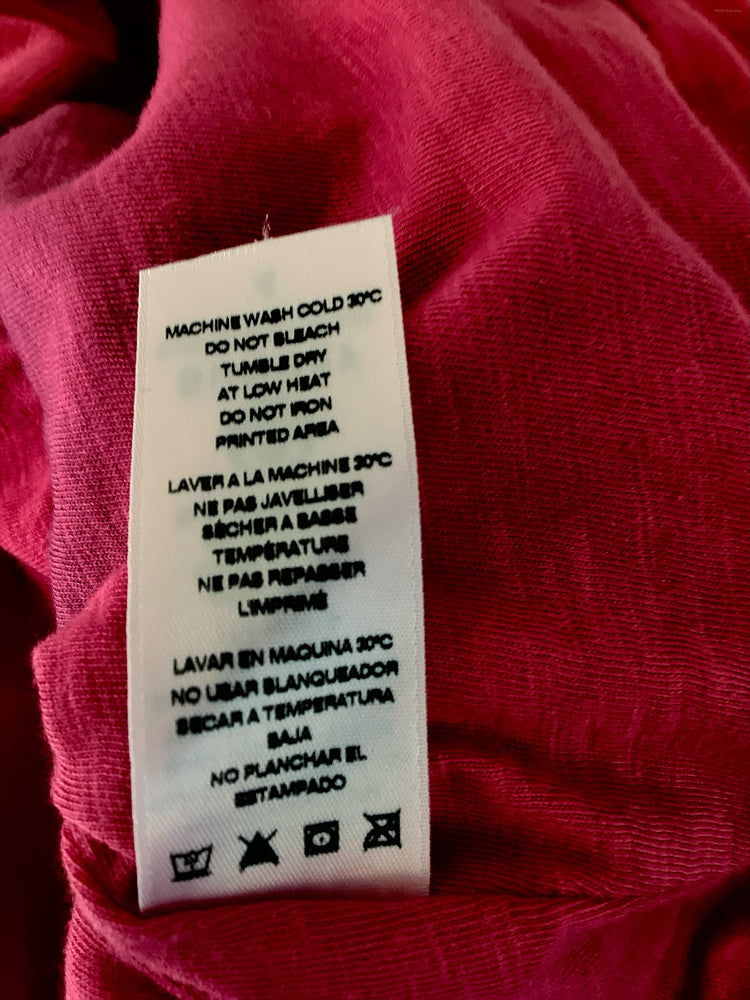 MACHINE WASH COLD 30°C
DO NOT BLEACH
TUMBLE DRY
AT LOW HEAT
DO NOT IRON
PRINTED AREA
LAVER A LA MACHINE 30°C
NE PAS JAVELLISER
SÉCHER A BASSE
TEMPÉRATURE
NE PAS REPASSER
L'IMPRIMÉ
LAVAR EN MAQUINA 30°C
NO USAR BLANQUEADOR
SECAR A TEMPERATURA
BAJA
NO PLANCHAR EL
ESTAMPADO